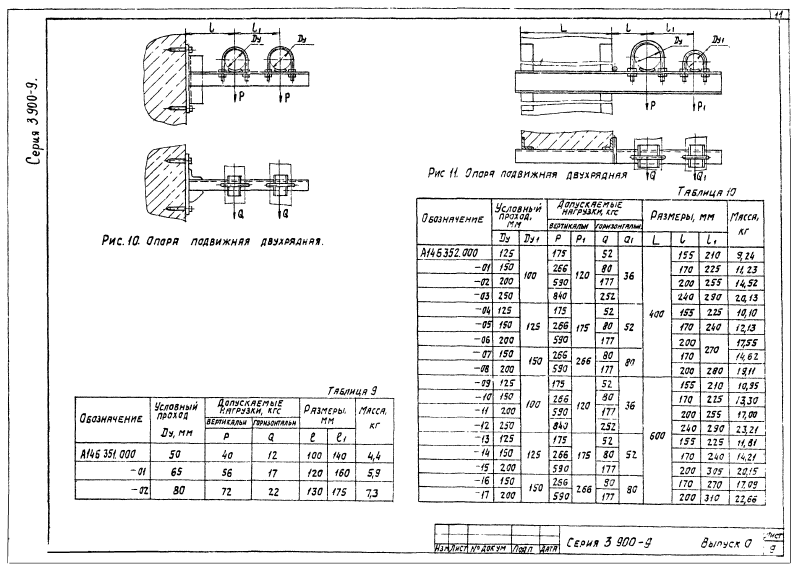 11
Серия 3.900-9.
l l₁
Dу Dу
P P
Q Q
Рис. 10. Опора подвижная двухрядная.
L l l₁
Dу Dу₁
P P₁
Q Q₁
Рис 11. Опора подвижная двухрядная
Таблица 9
Обозначение Условный проход Dу, мм Допускаемые нагрузки, кгс Размеры, мм Масса, кг
вертикальн P горизонтальн Q l l₁
А14Б 351.000 50 40 12 100 140 4,4
-01 65 56 17 120 160 5,9
-02 80 72 22 130 175 7,3
Таблица 10
Обозначение Условный проход, мм Допускаемые нагрузки, кгс Размеры, мм Масса, кг
вертикальн горизонтальн
Dу Dу₁ P P₁ Q Q₁ L l l₁
А14Б 352.000 125 100 175 120 52 36 400 155 210 9,24
-01 150 266 80 170 225 11,23
-02 200 590 177 200 255 14,52
-03 250 840 252 240 290 20,13
-04 125 125 175 175 52 52 155 225 10,10
-05 150 266 80 170 240 12,13
-06 200 590 177 200 270 17,55
-07 150 150 266 266 80 80 170 14,62
-08 200 590 177 200 280 19,11
-09 125 100 175 120 52 36 600 155 210 10,95
-10 150 266 80 170 225 13,30
-11 200 590 177 200 255 17,00
-12 250 840 252 240 290 23,21
-13 125 125 175 175 52 52 155 225 11,81
-14 150 266 80 170 240 14,21
-15 200 590 177 200 305 20,15
-16 150 150 266 266 80 80 170 270 17,09
-17 200 590 177 200 310 22,66
Изм Лист № докум Подп. Дата
Серия 3 900-9 Выпуск 0
Лист
9